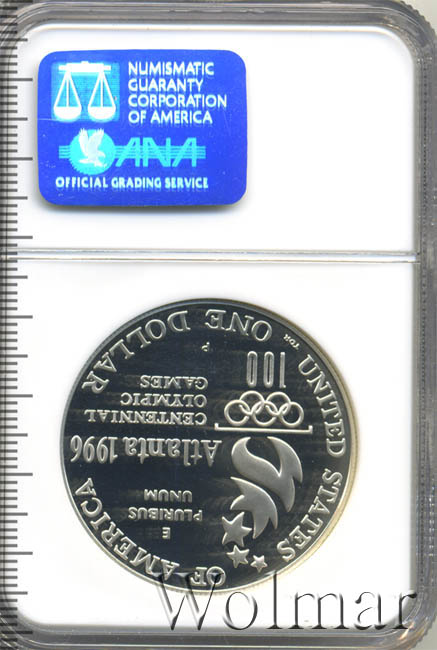 NUMISMATIC
GUARANTY
CORPORATION
OF AMERICA
ANA
OFFICIAL GRADING SERVICE
UNITED STATES OF AMERICA
E
PLURIBUS
UNUM
Atlanta 1996
CENTENNIAL
OLYMPIC
GAMES
100
P
TDR
ONE DOLLAR
Wolmar